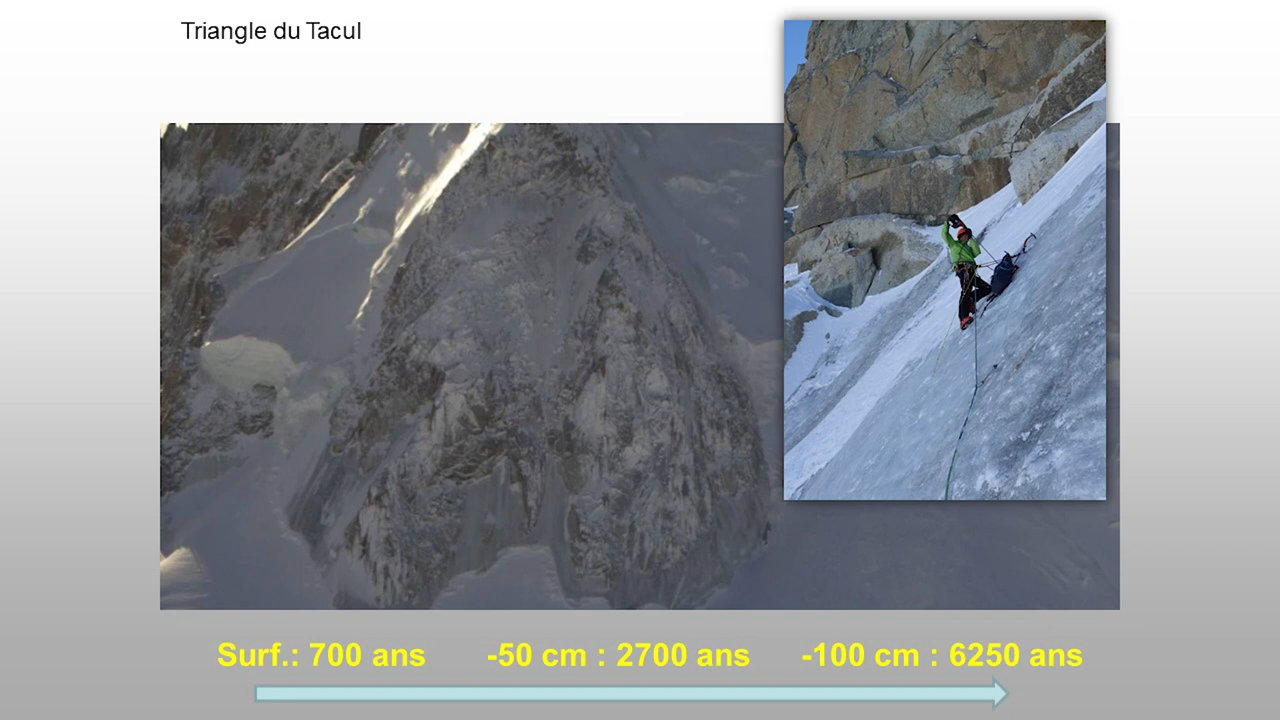 Triangle du Tacul
Surf.: 700 ans -50 cm : 2700 ans -100 cm : 6250 ans